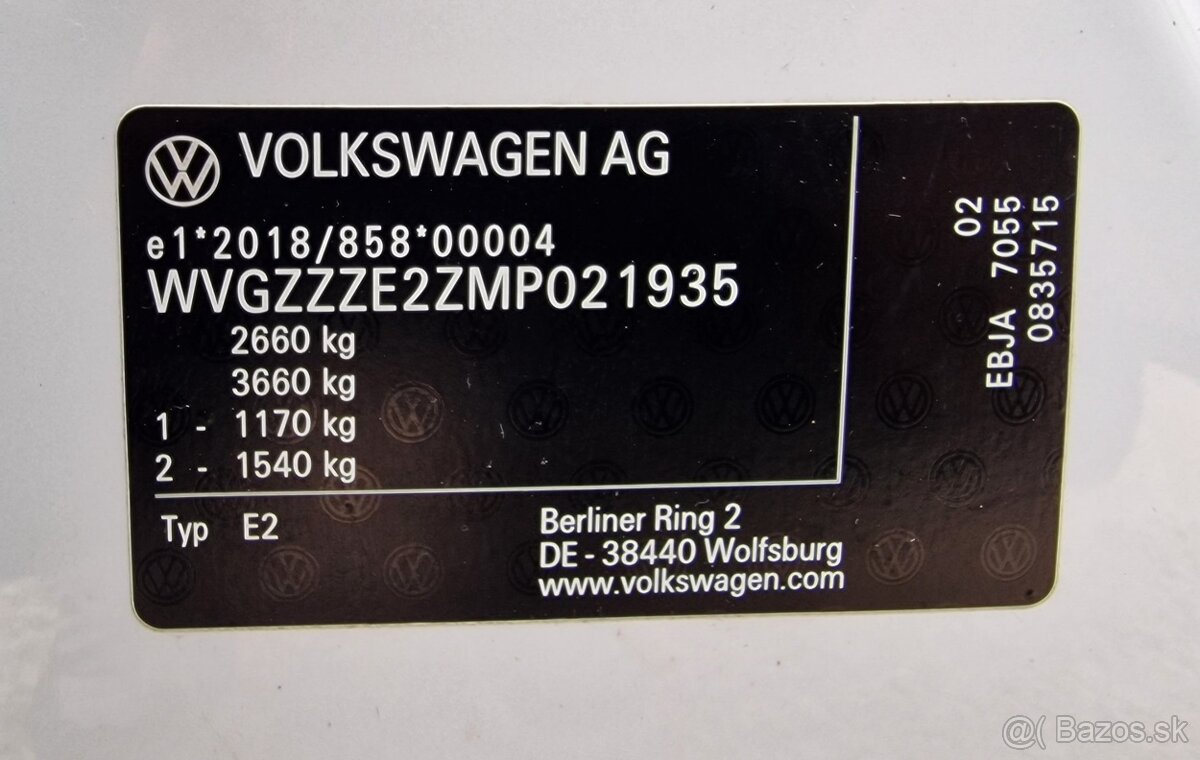 VOLKSWAGEN AG
e1*2018/858*00004
WVGZZZE2ZMP021935
2660 kg
3660 kg
1 - 1170 kg
2 - 1540 kg
Typ E2
Berliner Ring 2
DE - 38440 Wolfsburg
www.volkswagen.com
02
EBJA 7055
0835715
@( Bazos.sk